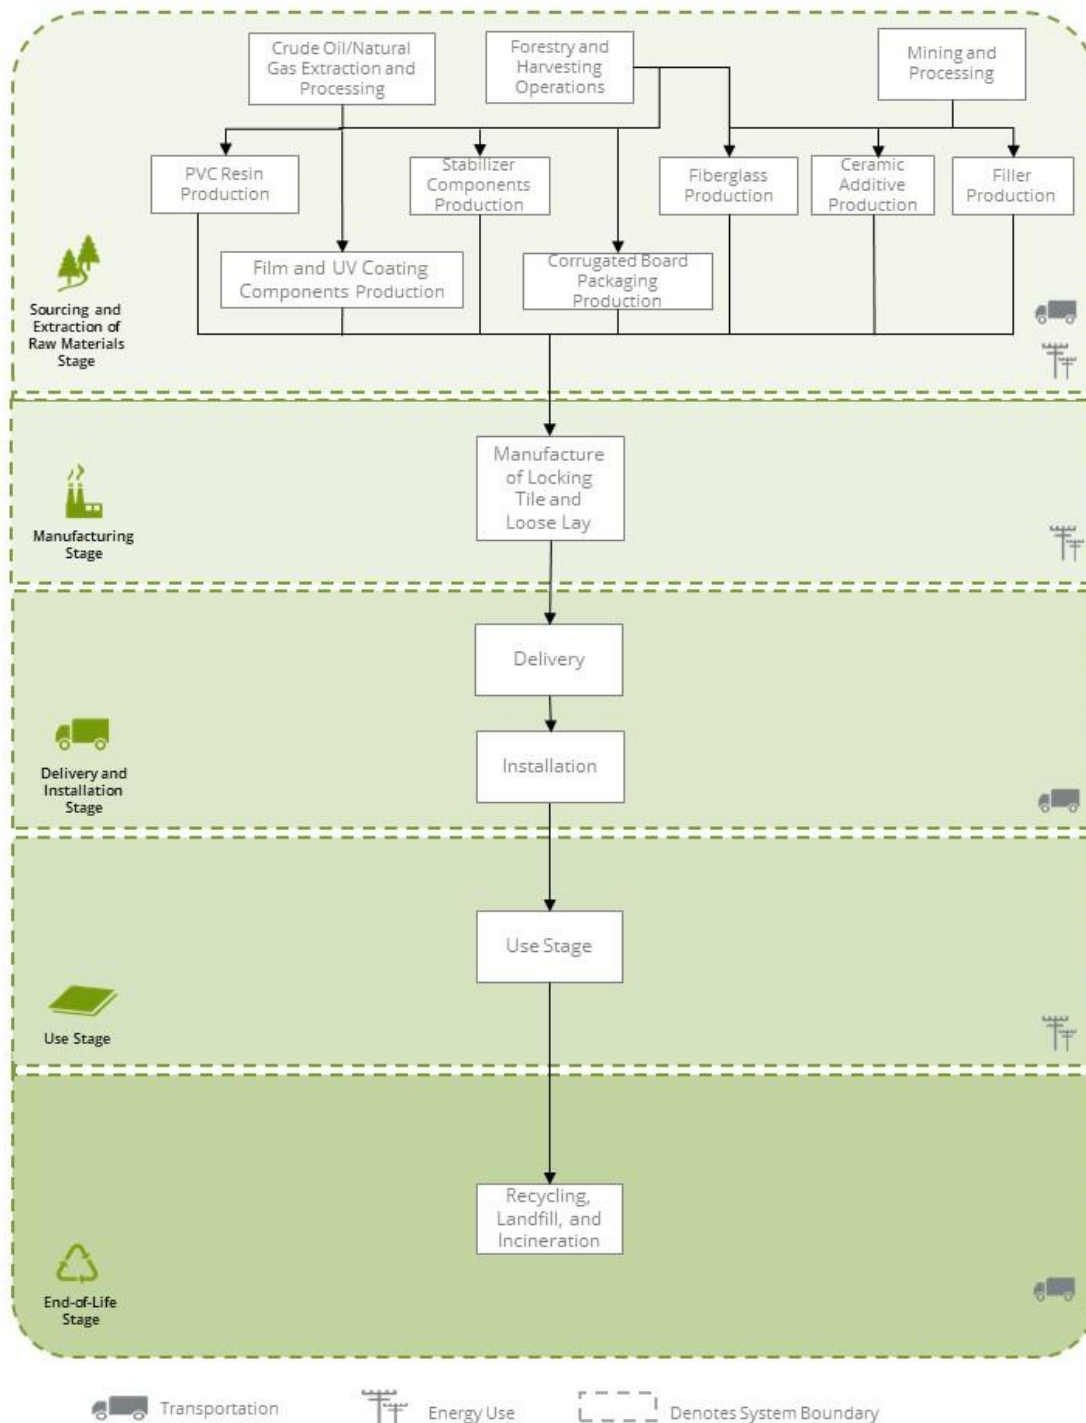 Crude Oil/Natural
Gas Extraction and
Processing
Forestry and
Harvesting
Operations
Mining and
Processing
PVC Resin
Production
Stabilizer
Components
Production
Fiberglass
Production
Ceramic
Additive
Production
Filler
Production
Film and UV Coating
Components Production
Corrugated Board
Packaging
Production
Sourcing and
Extraction of
Raw Materials
Stage
Manufacture
of Locking
Tile and
Loose Lay
Manufacturing
Stage
Delivery
Installation
Delivery and
Installation
Stage
Use Stage
Use Stage
Recycling,
Landfill, and
Incineration
End-of-Life
Stage
Transportation
Energy Use
Denotes System Boundary